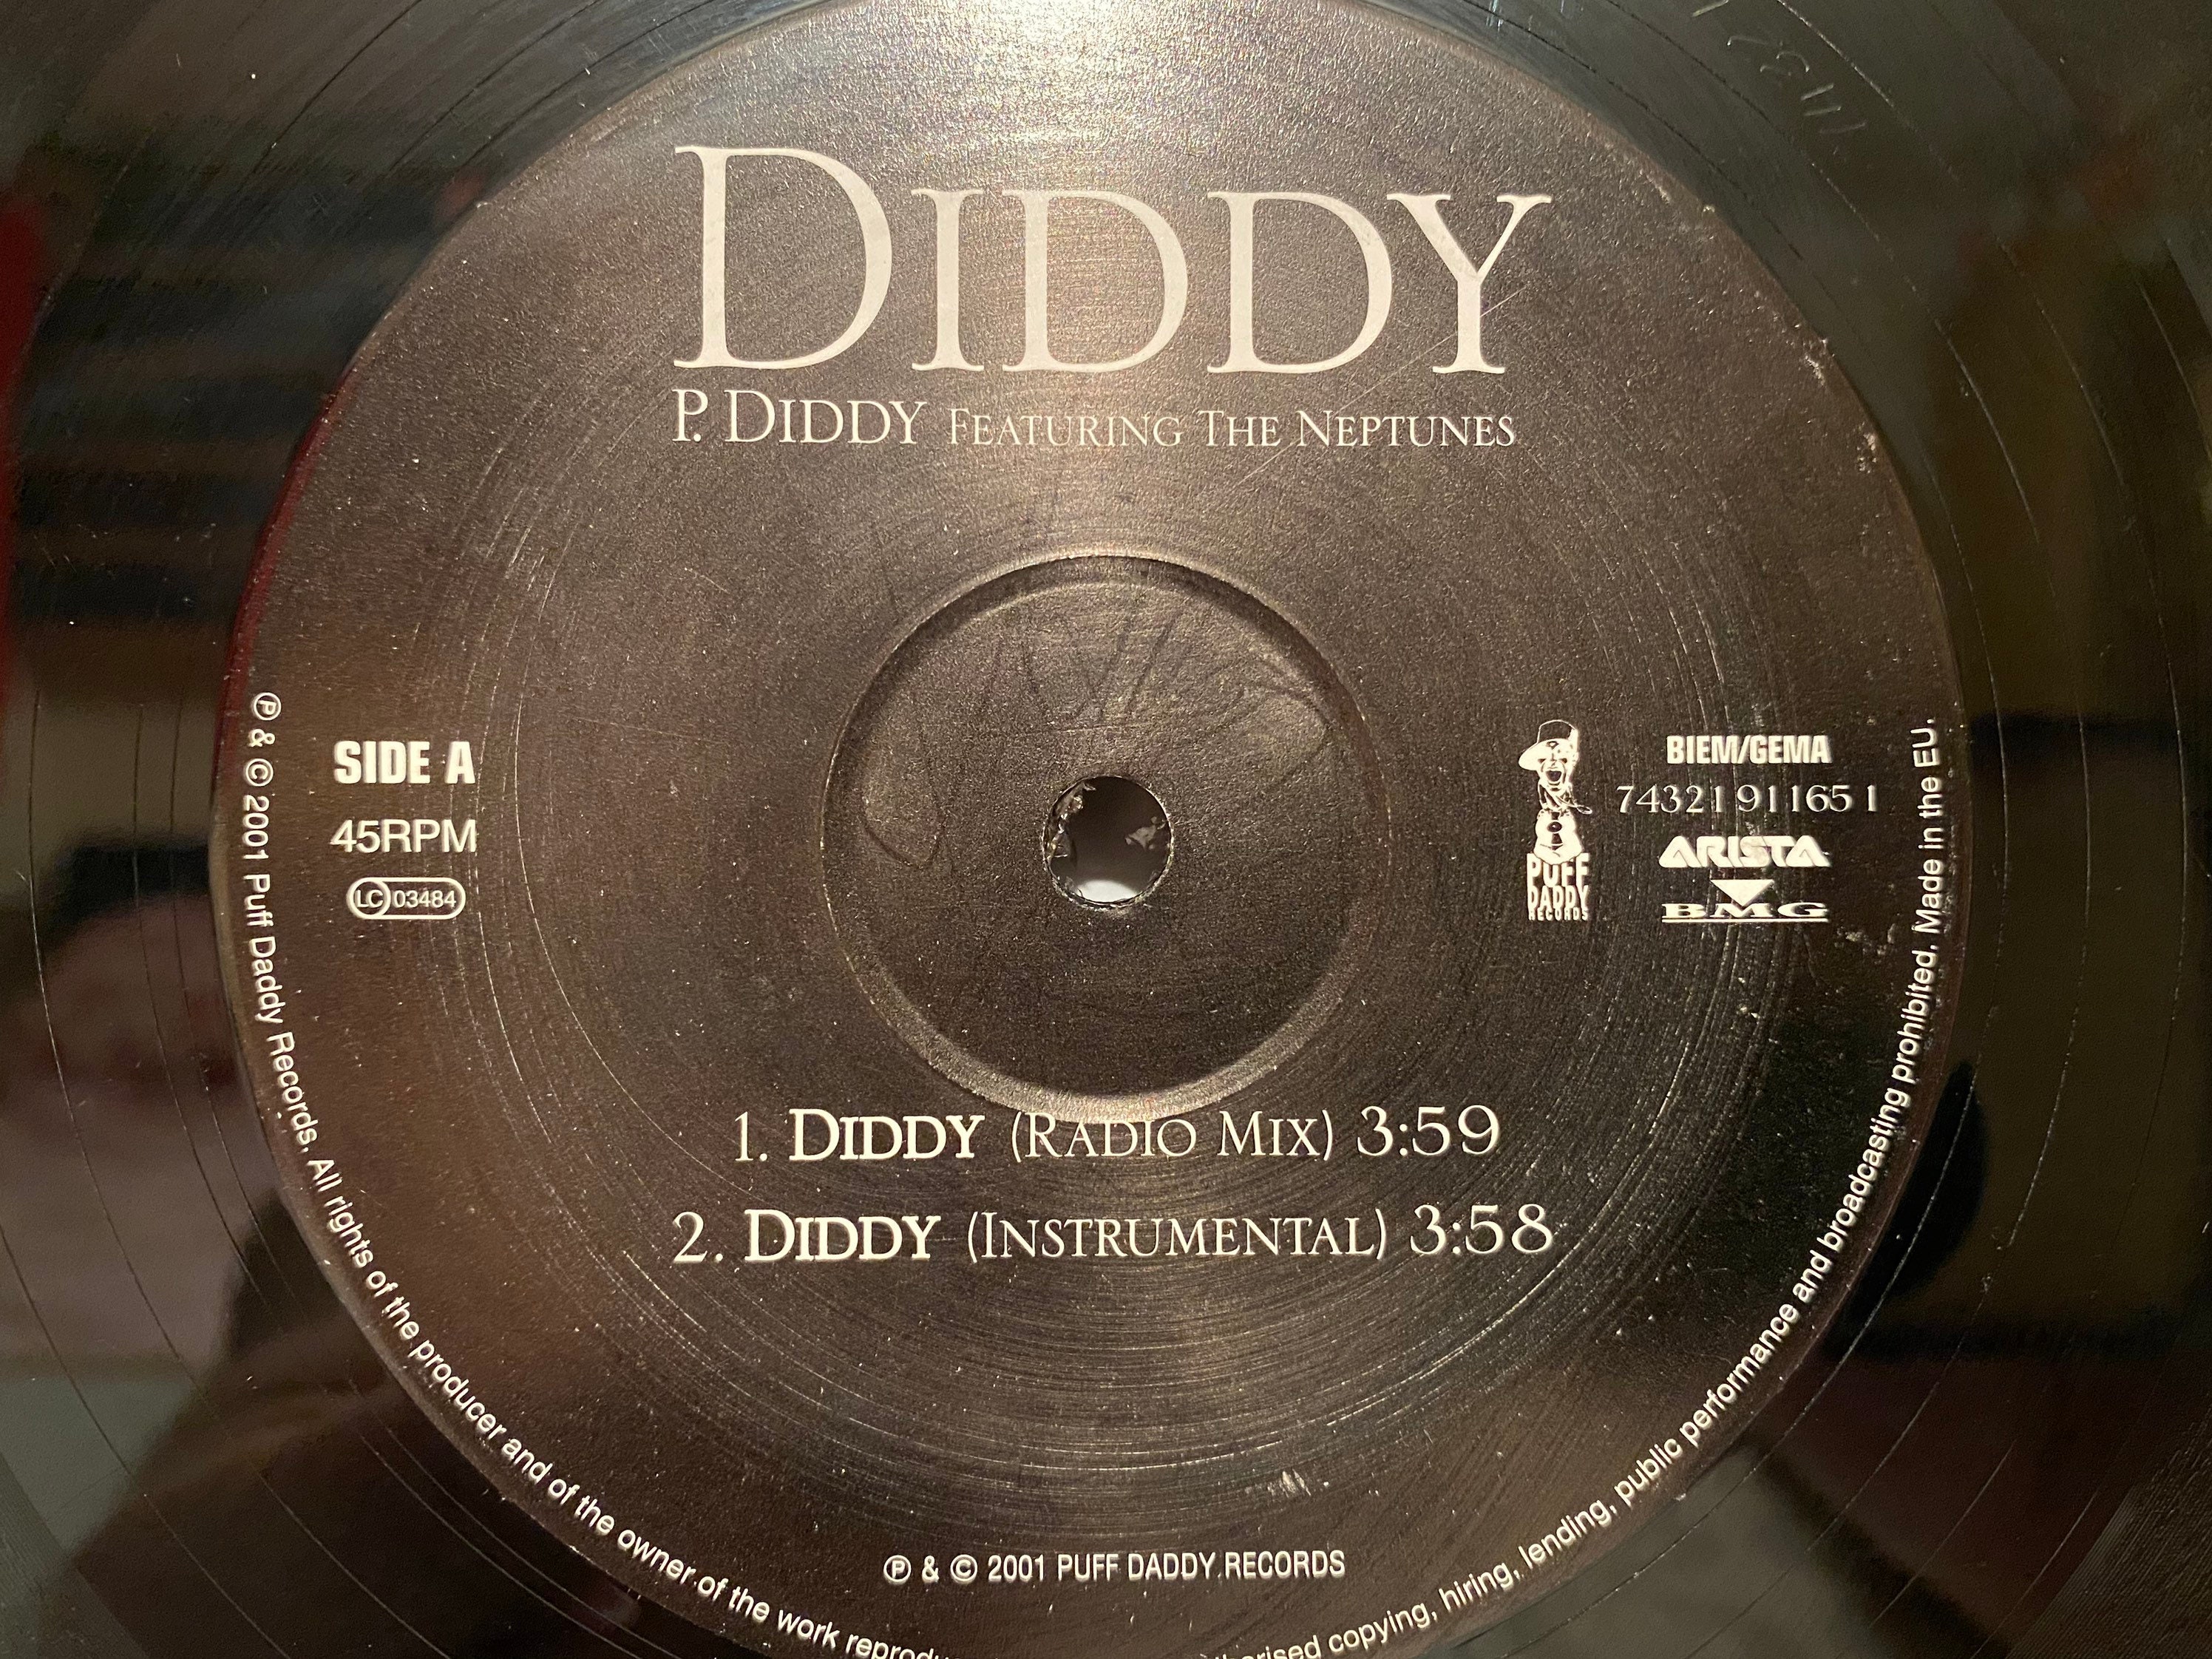 DIDDY
P. DIDDY FEATURING THE NEPTUNES
SIDE A
45RPM
LC 03484
PUFF
DADDY
RECORDS
BIEM/GEMA
74321 91165 1
ARISTA
BMG
1. DIDDY (RADIO MIX) 3:59
2. DIDDY (INSTRUMENTAL) 3:58
℗ & © 2001 PUFF DADDY RECORDS
℗ & © 2001 Puff Daddy Records. All rights of the producer and of the owner of the work copying, hiring, lending, public performance and broadcasting prohibited. Made in the EU.